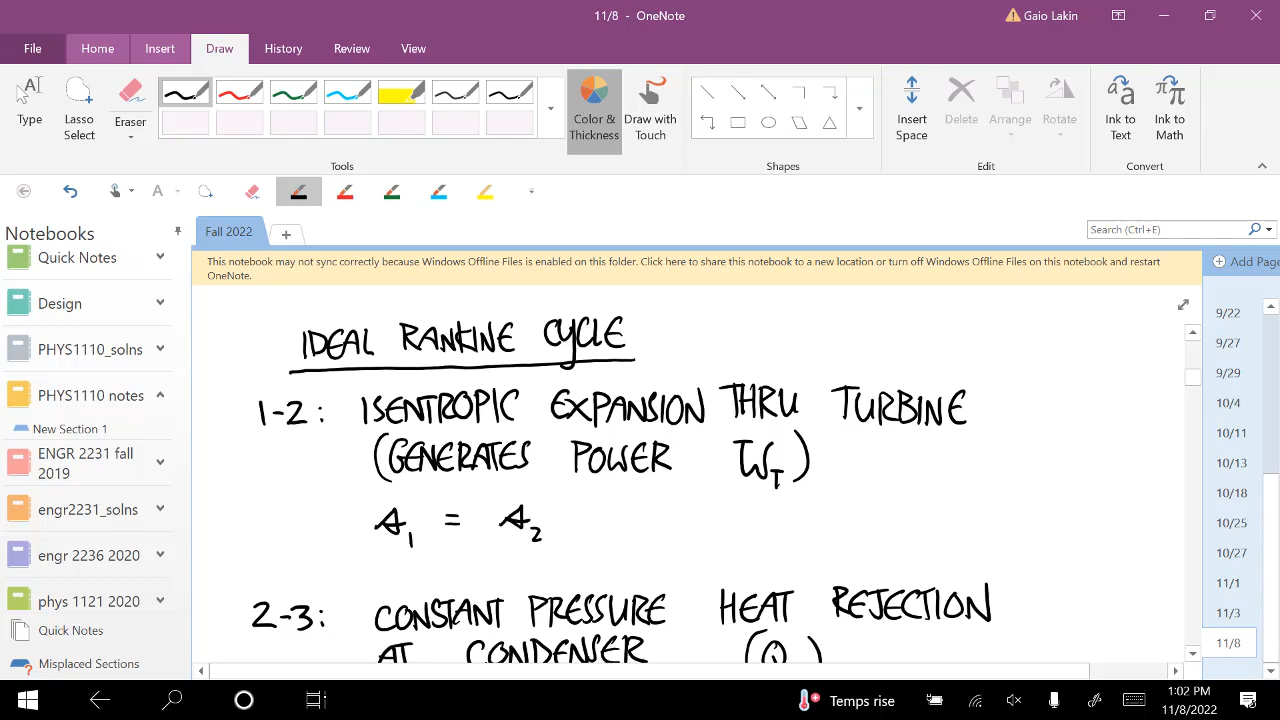 11/8 - OneNote
Gaio Lakin
File Home Insert Draw History Review View
Type
Lasso Select
Eraser
Color & Thickness
Draw with Touch
Insert Space
Delete
Arrange
Rotate
Ink to Text
Ink to Math
Tools
Shapes
Edit
Convert
Notebooks
Fall 2022
Search (Ctrl+E)
This notebook may not sync correctly because Windows Offline Files is enabled on this folder. Click here to share this notebook to a new location or turn off Windows Offline Files on this notebook and restart
OneNote.
Add Page
Quick Notes
Design
PHYS1110_solns
PHYS1110 notes
New Section 1
ENGR 2231 fall
2019
engr2231_solns
engr 2236 2020
phys 1121 2020
Quick Notes
Misplaced Sections
IDEAL RANKINE CYCLE
1-2: ISENTROPIC EXPANSION THRU TURBINE
(GENERATES POWER ẆT)
s1 = s2
2-3: CONSTANT PRESSURE HEAT REJECTION
AT CONDENSER (Q)
9/22
9/27
9/29
10/4
10/11
10/13
10/18
10/25
10/27
11/1
11/3
11/8
Temps rise
1:02 PM
11/8/2022